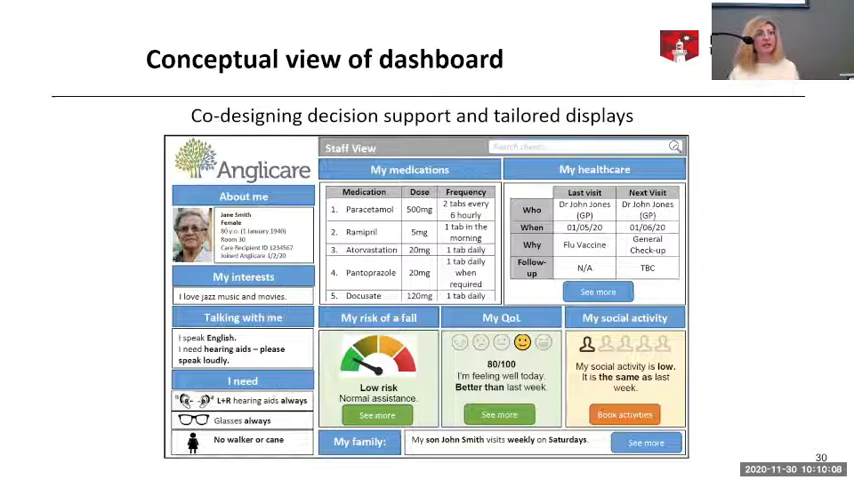 Conceptual view of dashboard
Co-designing decision support and tailored displays
Anglicare
Staff View
Search clients...
About me
Jane Smith
Female
80 y.o. (1 January 1940)
Room 30
Care Recipient ID 1234567
Joined Anglicare 1/2/20
My interests
I love jazz music and movies.
Talking with me
I speak English.
I need hearing aids – please
speak loudly.
I need
L+R hearing aids always
Glasses always
No walker or cane
My medications
Medication Dose Frequency
1. Paracetamol 500mg 2 tabs every
6 hourly
2. Ramipril 5mg 1 tab in the
morning
3. Atorvastation 20mg 1 tab daily
4. Pantoprazole 20mg 1 tab daily
when
required
5. Docusate 120mg 1 tab daily
My healthcare
Last visit Next Visit
Who Dr John Jones (GP) Dr John Jones (GP)
When 01/05/20 01/06/20
Why Flu Vaccine General Check-up
Follow-up N/A TBC
See more
My risk of a fall
Low risk
Normal assistance.
See more
My QoL
80/100
I'm feeling well today.
Better than last week.
See more
My social activity
My social activity is low.
It is the same as last
week.
Book activities
My family:
My son John Smith visits weekly on Saturdays.
See more
30
2020-11-30 10:10:08